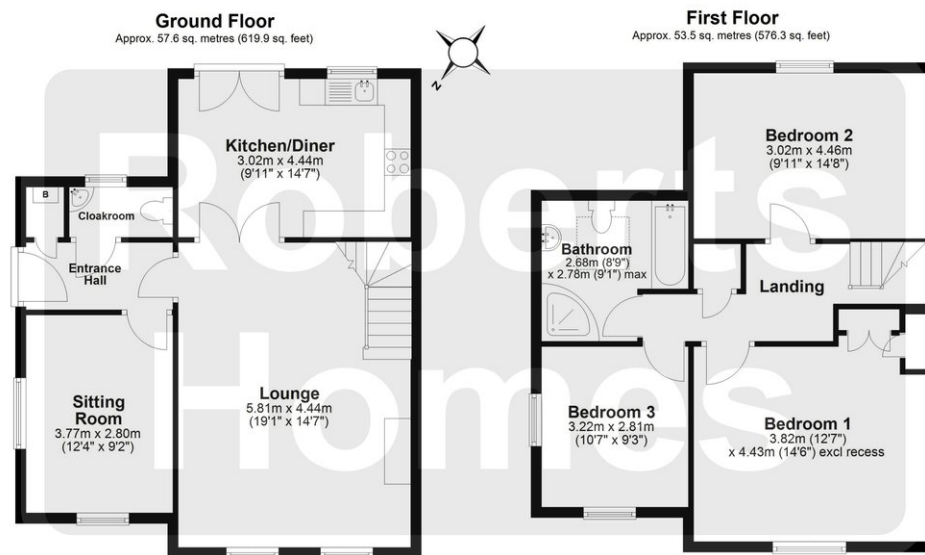 Ground Floor
Approx. 57.6 sq. metres (619.9 sq. feet)
Kitchen/Diner
3.02m x 4.44m
(9'11" x 14'7")
B
Cloakroom
Entrance
Hall
Sitting
Room
3.77m x 2.80m
(12'4" x 9'2")
Lounge
5.81m x 4.44m
(19'1" x 14'7")
N
First Floor
Approx. 53.5 sq. metres (576.3 sq. feet)
Bedroom 2
3.02m x 4.46m
(9'11" x 14'8")
Bathroom
2.68m (8'9")
x 2.78m (9'1") max
Landing
Bedroom 3
3.22m x 2.81m
(10'7" x 9'3")
Bedroom 1
3.82m (12'7")
x 4.43m (14'6") excl recess
Roberts
Homes